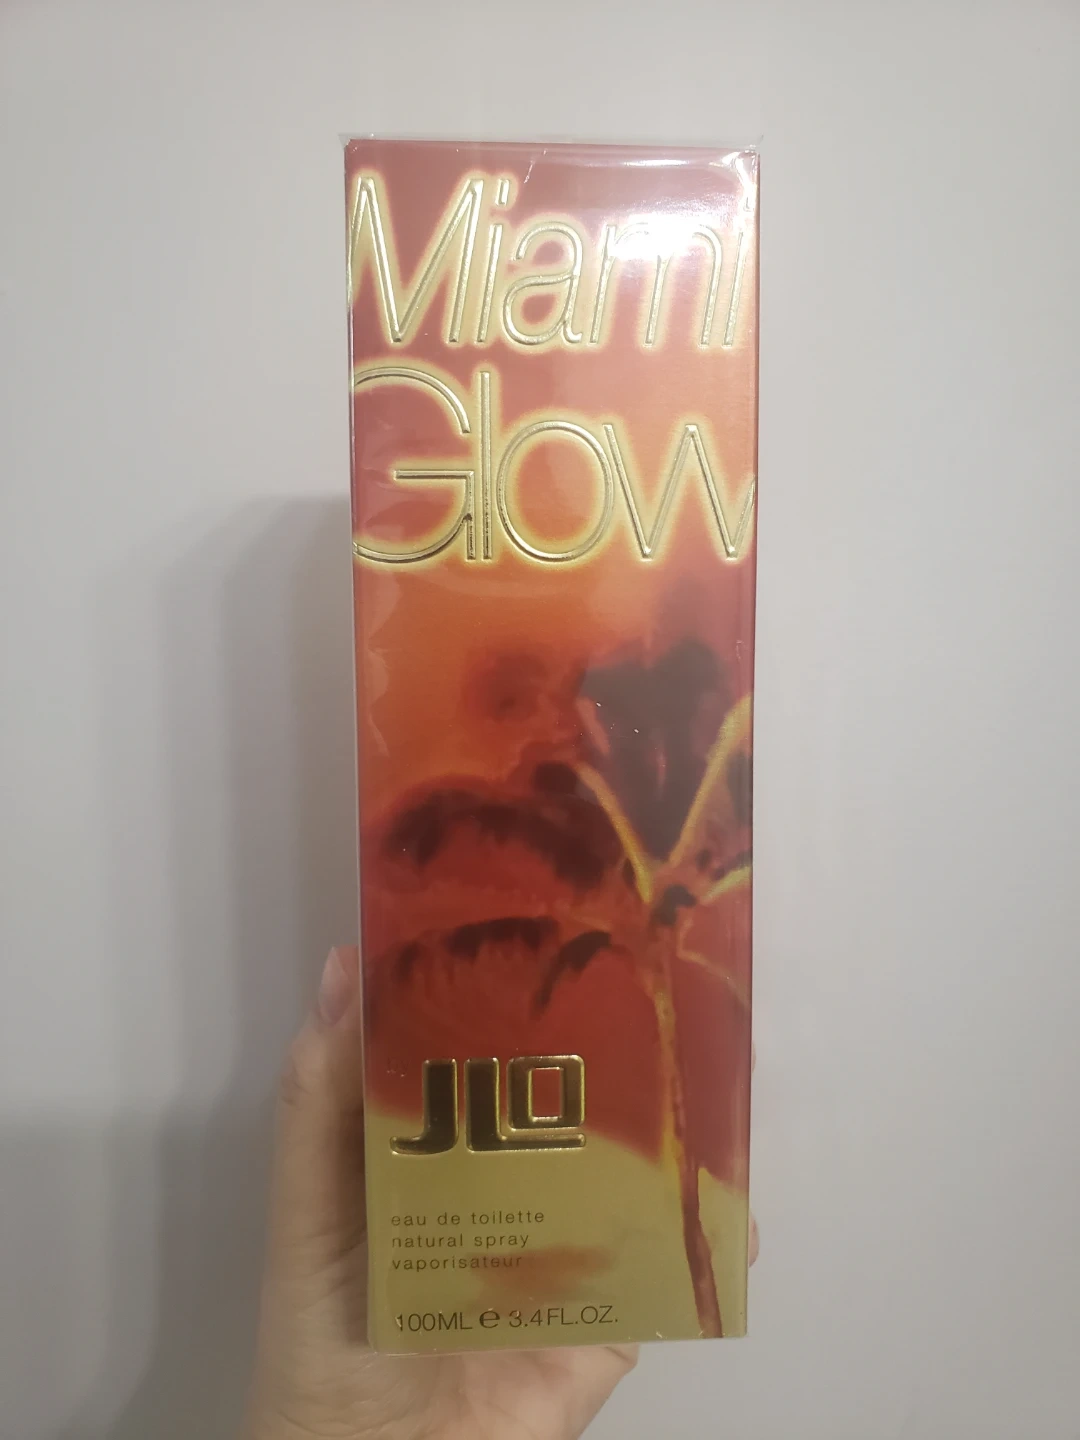 Miami
Glow
JLO
eau de toilette
natural spray
vaporisateur
100ML ℮ 3.4FL.OZ.